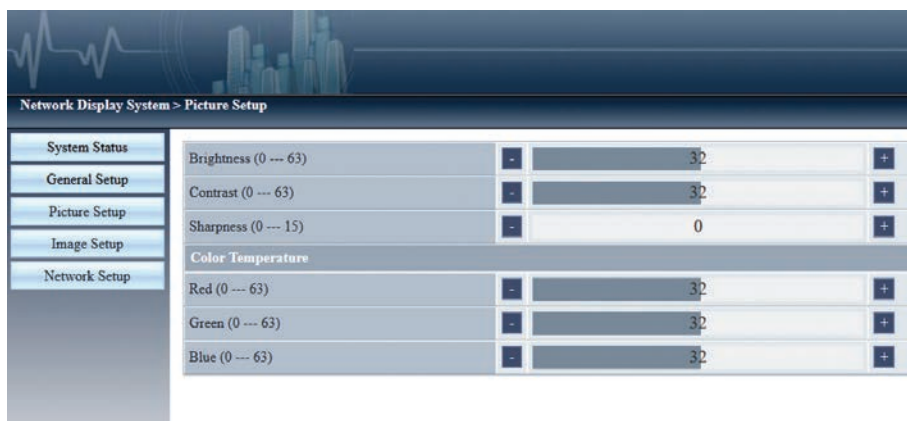 Network Display System > Picture Setup
System Status
General Setup
Picture Setup
Image Setup
Network Setup
Brightness (0 --- 63) - 32 +
Contrast (0 --- 63) - 32 +
Sharpness (0 --- 15) - 0 +
Color Temperature
Red (0 --- 63) - 32 +
Green (0 --- 63) - 32 +
Blue (0 --- 63) - 32 +